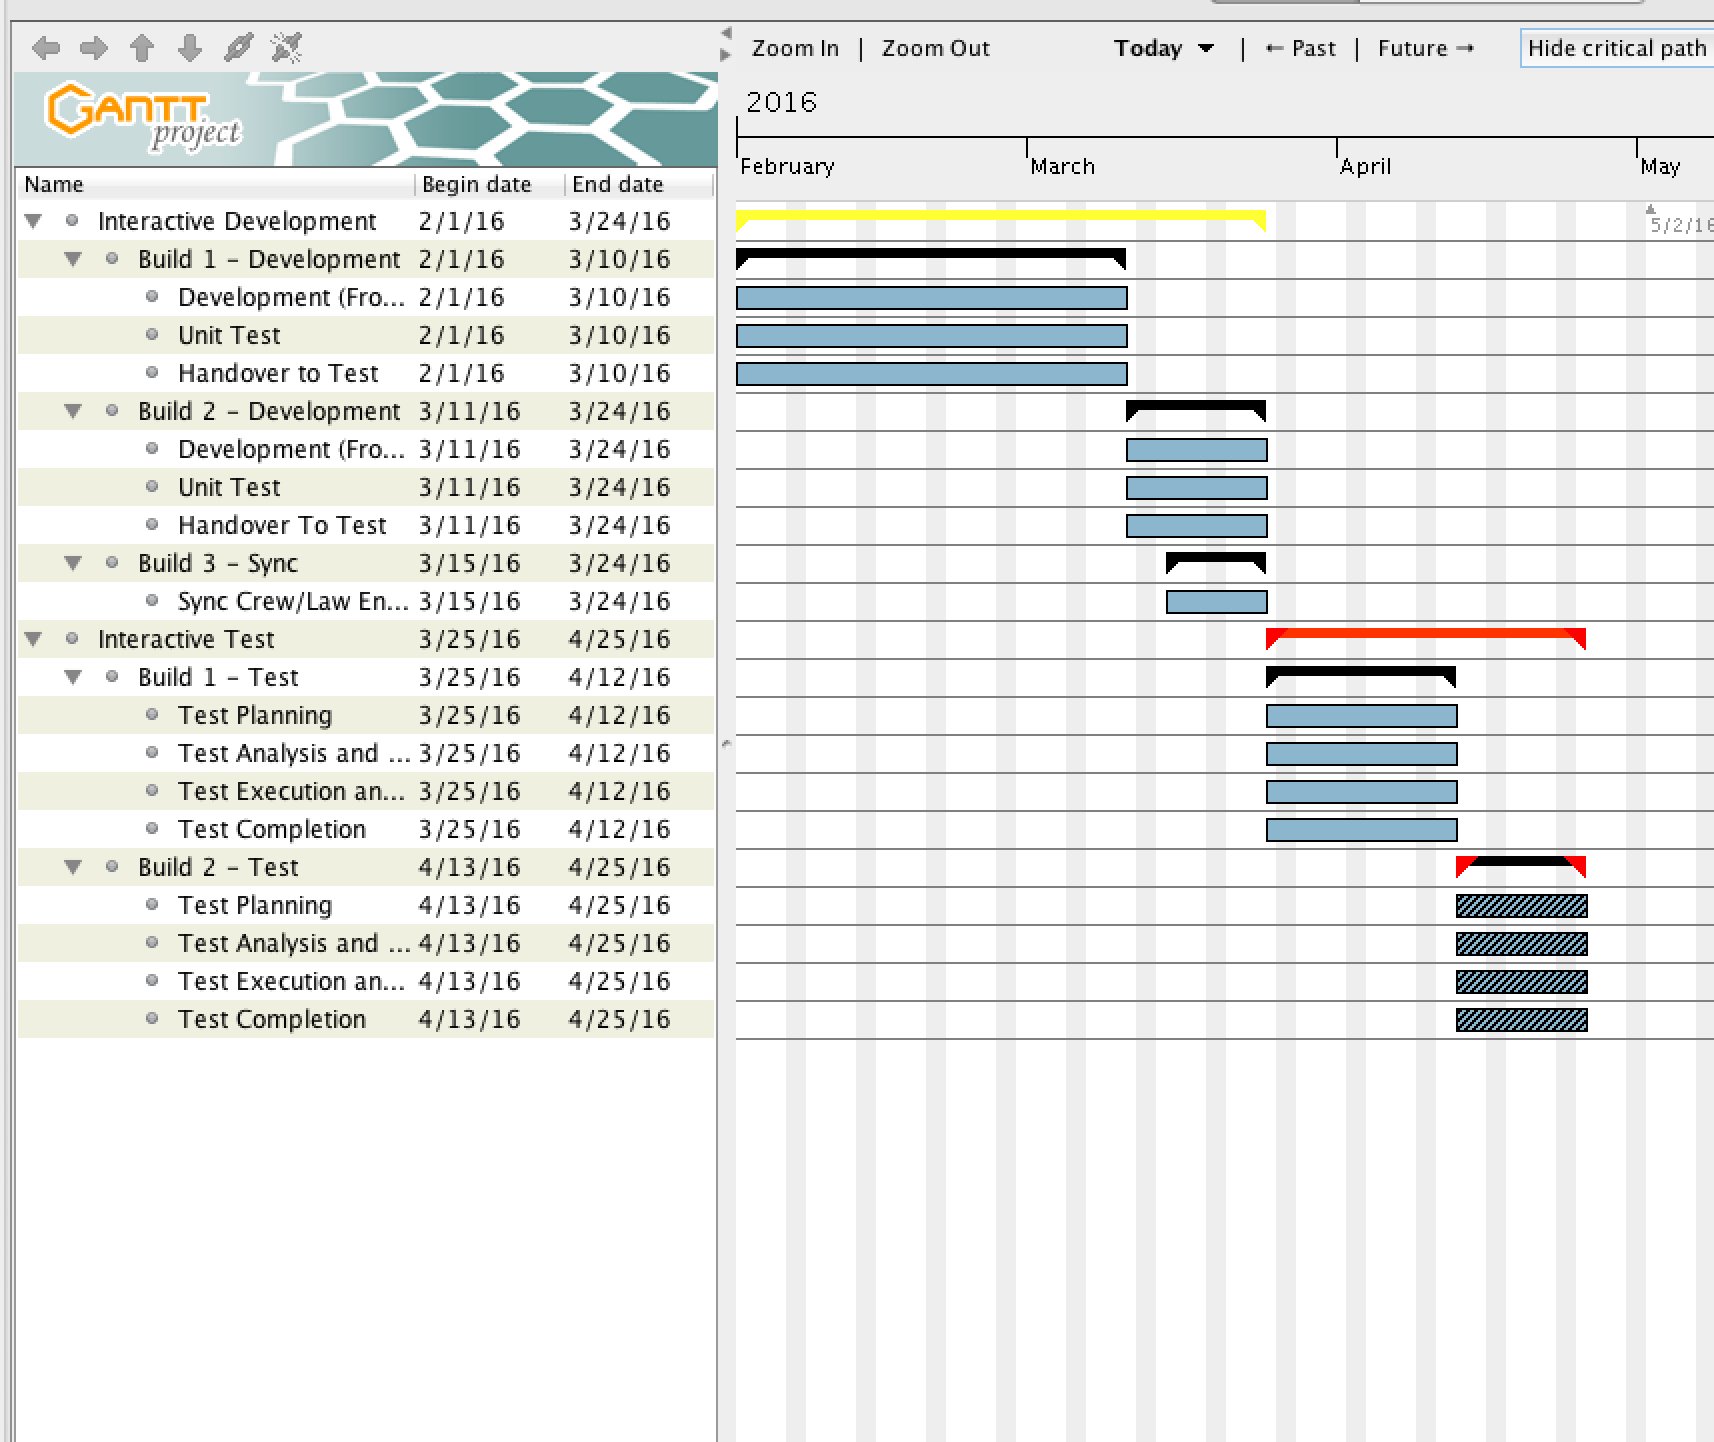 Zoom In | Zoom Out Today | ← Past | Future → Hide critical path
GANTT
project
2016
February March April May
Name Begin date End date
Interactive Development 2/1/16 3/24/16
5/2/16
Build 1 – Development 2/1/16 3/10/16
Development (Fro... 2/1/16 3/10/16
Unit Test 2/1/16 3/10/16
Handover to Test 2/1/16 3/10/16
Build 2 – Development 3/11/16 3/24/16
Development (Fro... 3/11/16 3/24/16
Unit Test 3/11/16 3/24/16
Handover To Test 3/11/16 3/24/16
Build 3 – Sync 3/15/16 3/24/16
Sync Crew/Law En... 3/15/16 3/24/16
Interactive Test 3/25/16 4/25/16
Build 1 – Test 3/25/16 4/12/16
Test Planning 3/25/16 4/12/16
Test Analysis and ... 3/25/16 4/12/16
Test Execution an... 3/25/16 4/12/16
Test Completion 3/25/16 4/12/16
Build 2 – Test 4/13/16 4/25/16
Test Planning 4/13/16 4/25/16
Test Analysis and ... 4/13/16 4/25/16
Test Execution an... 4/13/16 4/25/16
Test Completion 4/13/16 4/25/16